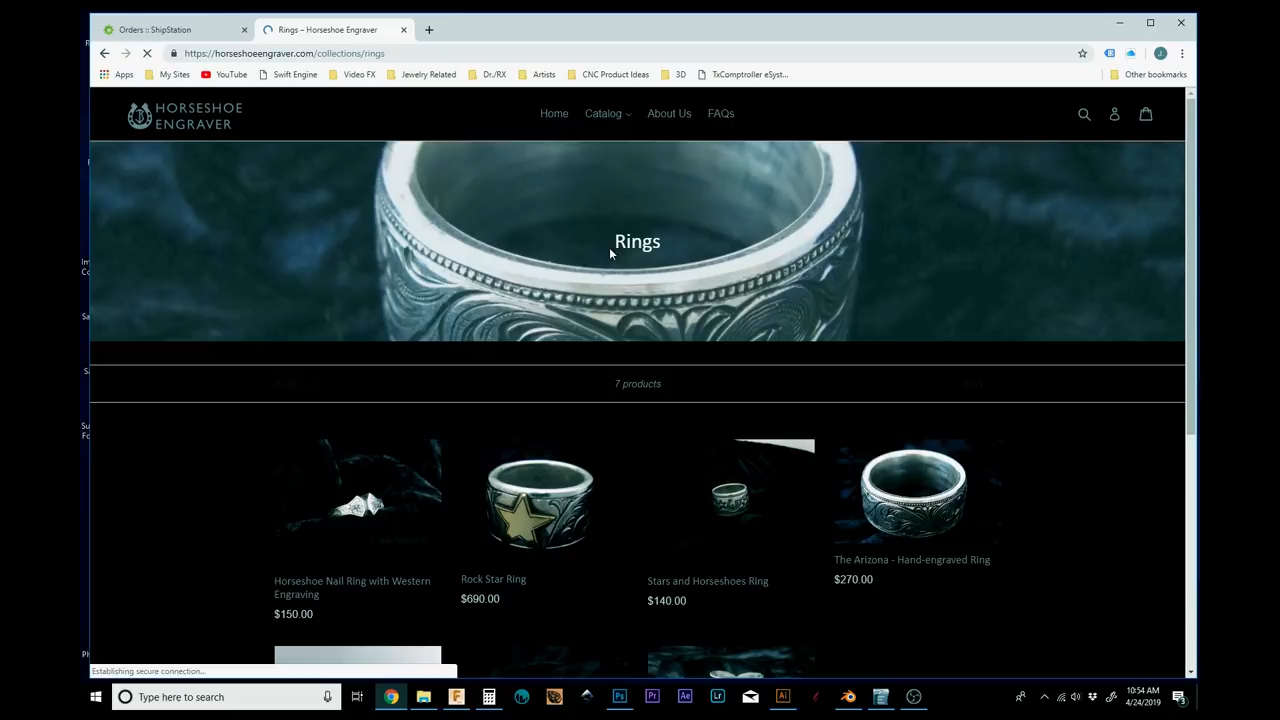 Orders :: ShipStation
Rings – Horseshoe Engraver
https://horseshoeengraver.com/collections/rings
Apps My Sites YouTube Swift Engine Video FX Jewelry Related Dr./RX Artists CNC Product Ideas 3D TxComptroller eSyst... Other bookmarks
HORSESHOE
ENGRAVER
Home Catalog About Us FAQs
Rings
7 products
Horseshoe Nail Ring with Western
Engraving
$150.00
Rock Star Ring
$690.00
Stars and Horseshoes Ring
$140.00
The Arizona - Hand-engraved Ring
$270.00
Establishing secure connection...
Type here to search
10:54 AM
4/24/2019
3